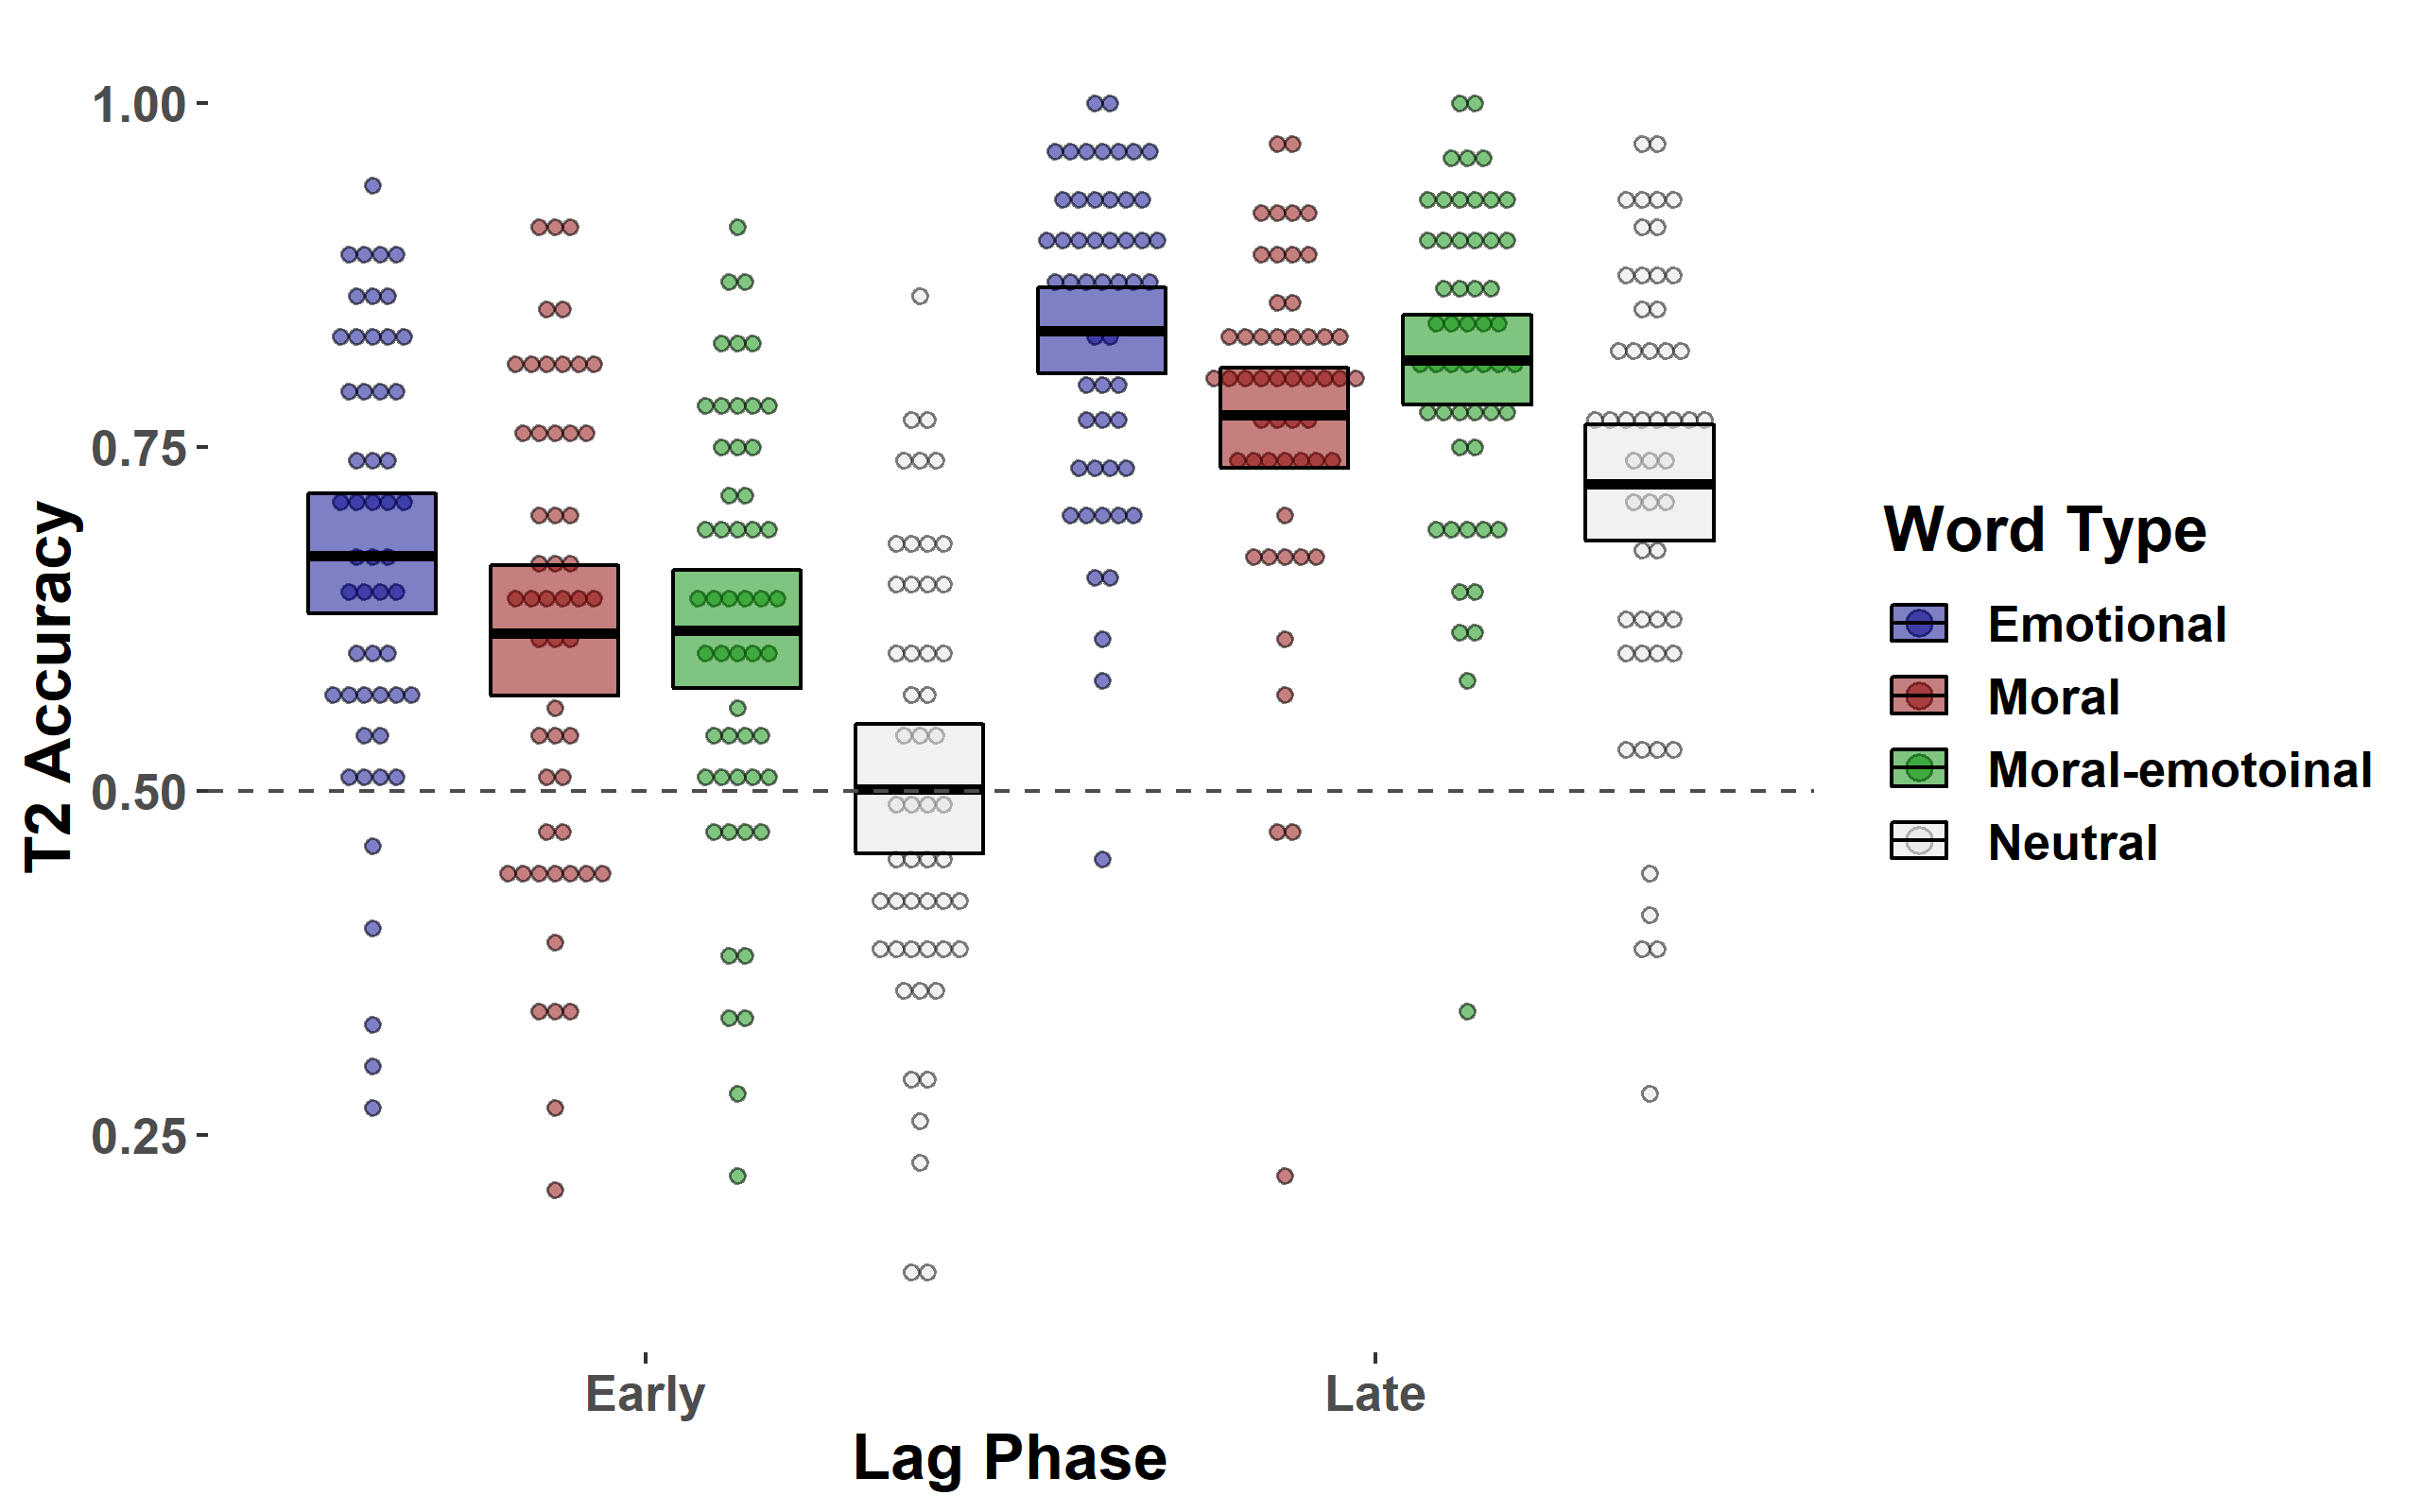 T2 Accuracy
1.00
0.75
0.50
0.25
Early
Late
Lag Phase
Word Type
Emotional
Moral
Moral-emotoinal
Neutral